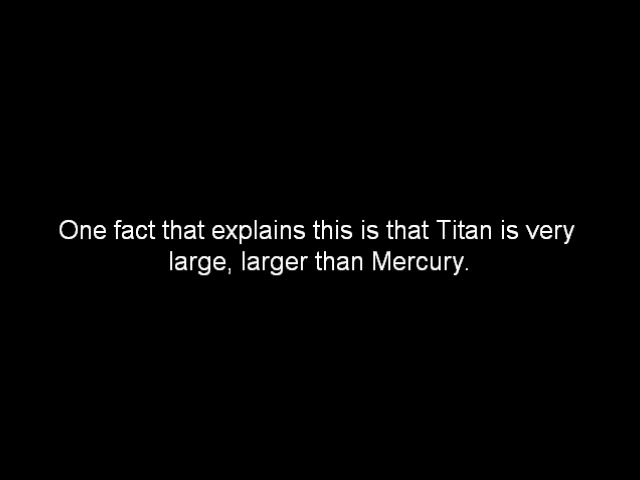 One fact that explains this is that Titan is very
large, larger than Mercury.